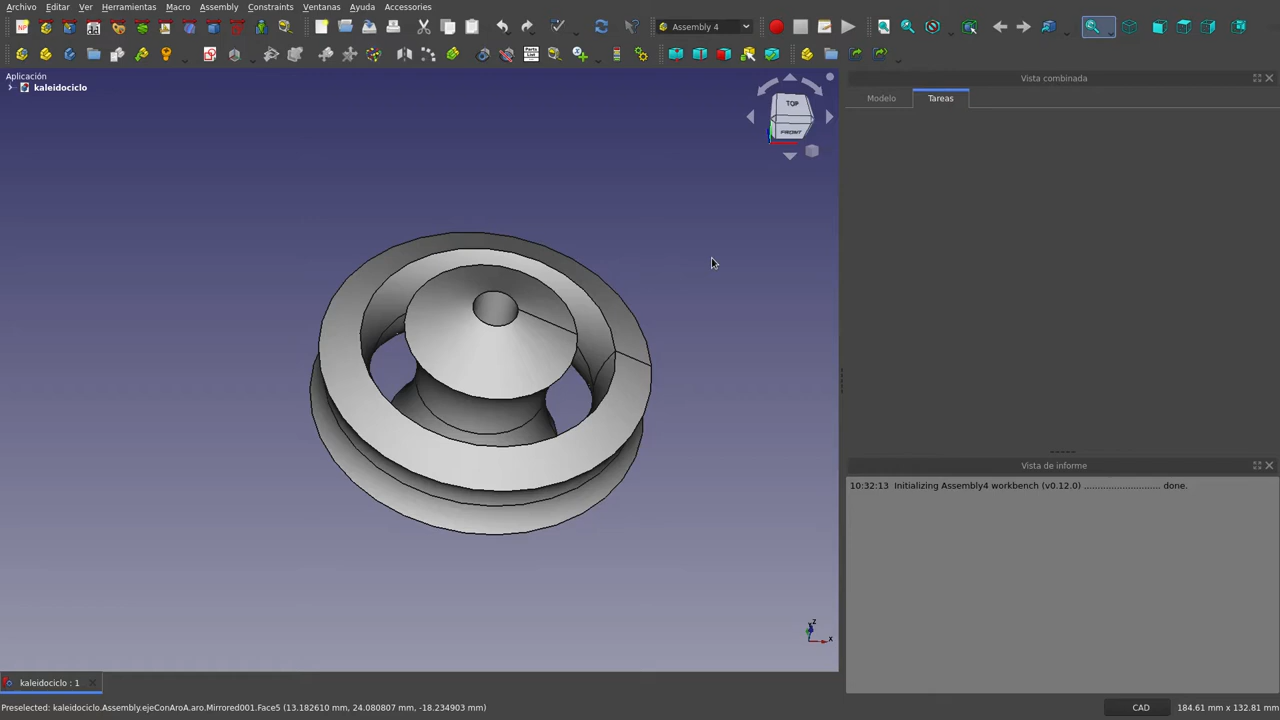 Archivo Editar Ver Herramientas Macro Assembly Constraints Ventanas Ayuda Accessories
Assembly 4
Aplicación
kaleidociclo
TOP
FRONT
Vista combinada
Modelo Tareas
Vista de informe
10:32:13 Initializing Assembly4 workbench (v0.12.0) ............................ done.
z
x
kaleidociclo : 1
Preselected: kaleidociclo.Assembly.ejeConAroA.aro.Mirrored001.Face5 (13.182610 mm, 24.080807 mm, -18.234903 mm)
CAD
184.61 mm × 132.81 mm